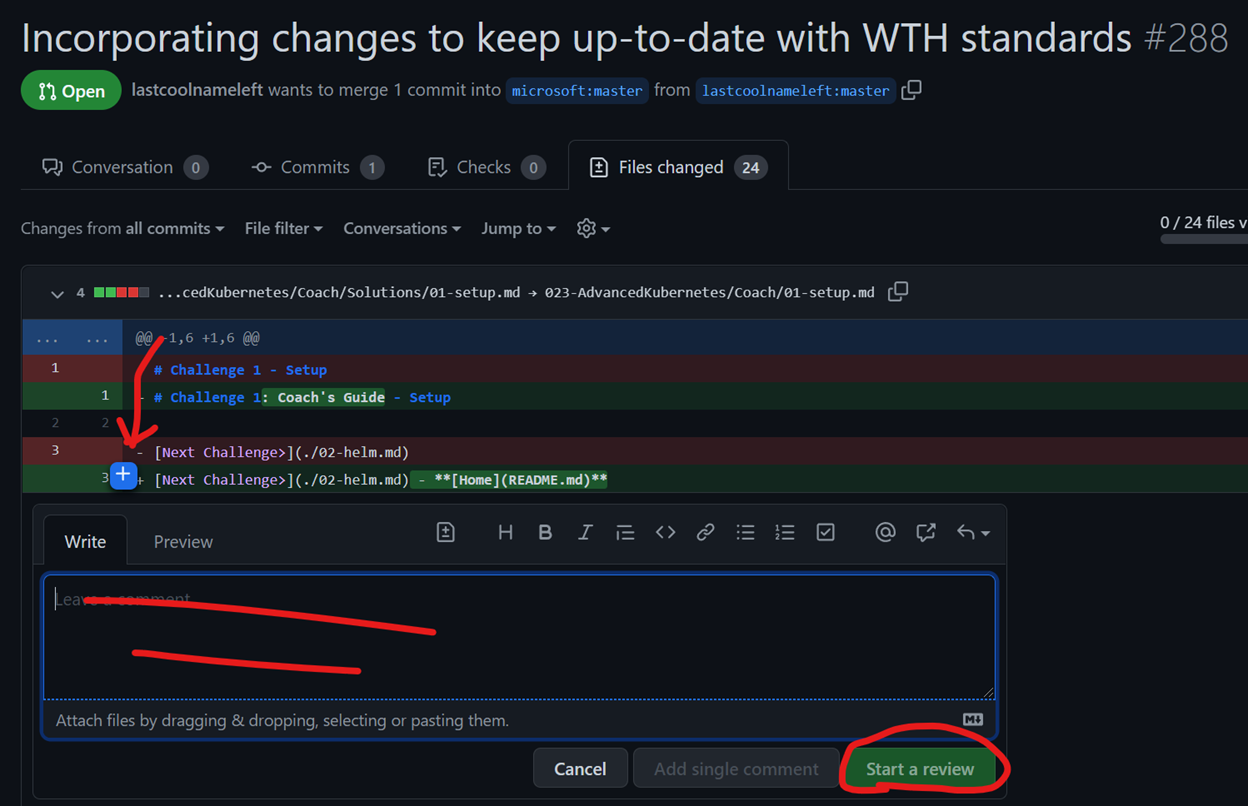 Incorporating changes to keep up-to-date with WTH standards #288
Open lastcoolnameleft wants to merge 1 commit into microsoft:master from lastcoolnameleft:master
Conversation 0 Commits 1 Checks 0 Files changed 24
Changes from all commits File filter Conversations Jump to
0 / 24 files v
4 ...cedKubernetes/Coach/Solutions/01-setup.md → 023-AdvancedKubernetes/Coach/01-setup.md
... ... @@ -1,6 +1,6 @@
1 # Challenge 1 - Setup
1 # Challenge 1: Coach's Guide - Setup
2 2
3 - [Next Challenge>](./02-helm.md)
3 + [Next Challenge>](./02-helm.md) - **[Home](README.md)**
Write Preview
Leave a comment
Attach files by dragging & dropping, selecting or pasting them.
Cancel Add single comment Start a review